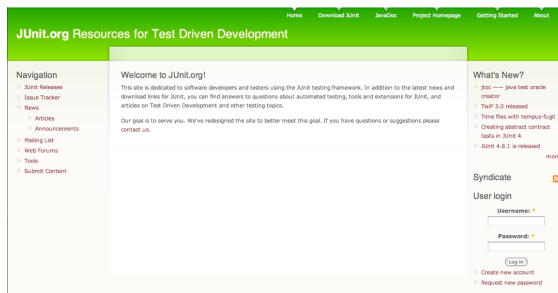 Home Download JUnit JavaDoc Project Homepage Getting Started About
JUnit.org Resources for Test Driven Development
Navigation
JUnit Releases
Issue Tracker
News
Articles
Announcements
Mailing List
Web Forums
Tools
Submit Content
Welcome to JUnit.org!
This site is dedicated to software developers and testers using the JUnit testing framework. In addition to the latest news and
download links for JUnit, you can find answers to questions about automated testing, tools and extensions for JUnit, and
articles on Test Driven Development and other testing topics.
Our goal is to serve you. We've redesigned the site to better meet this goal. If you have questions or suggestions please
contact us.
What's New?
jtoc —— java test oracle
creator
TwiP 3.0 released
Time flies with tempus-fugit
Creating abstract contract
tests in JUnit 4
JUnit 4.8.1 is released
more
Syndicate
User login
Username: *
Password: *
Log in
Create new account
Request new password